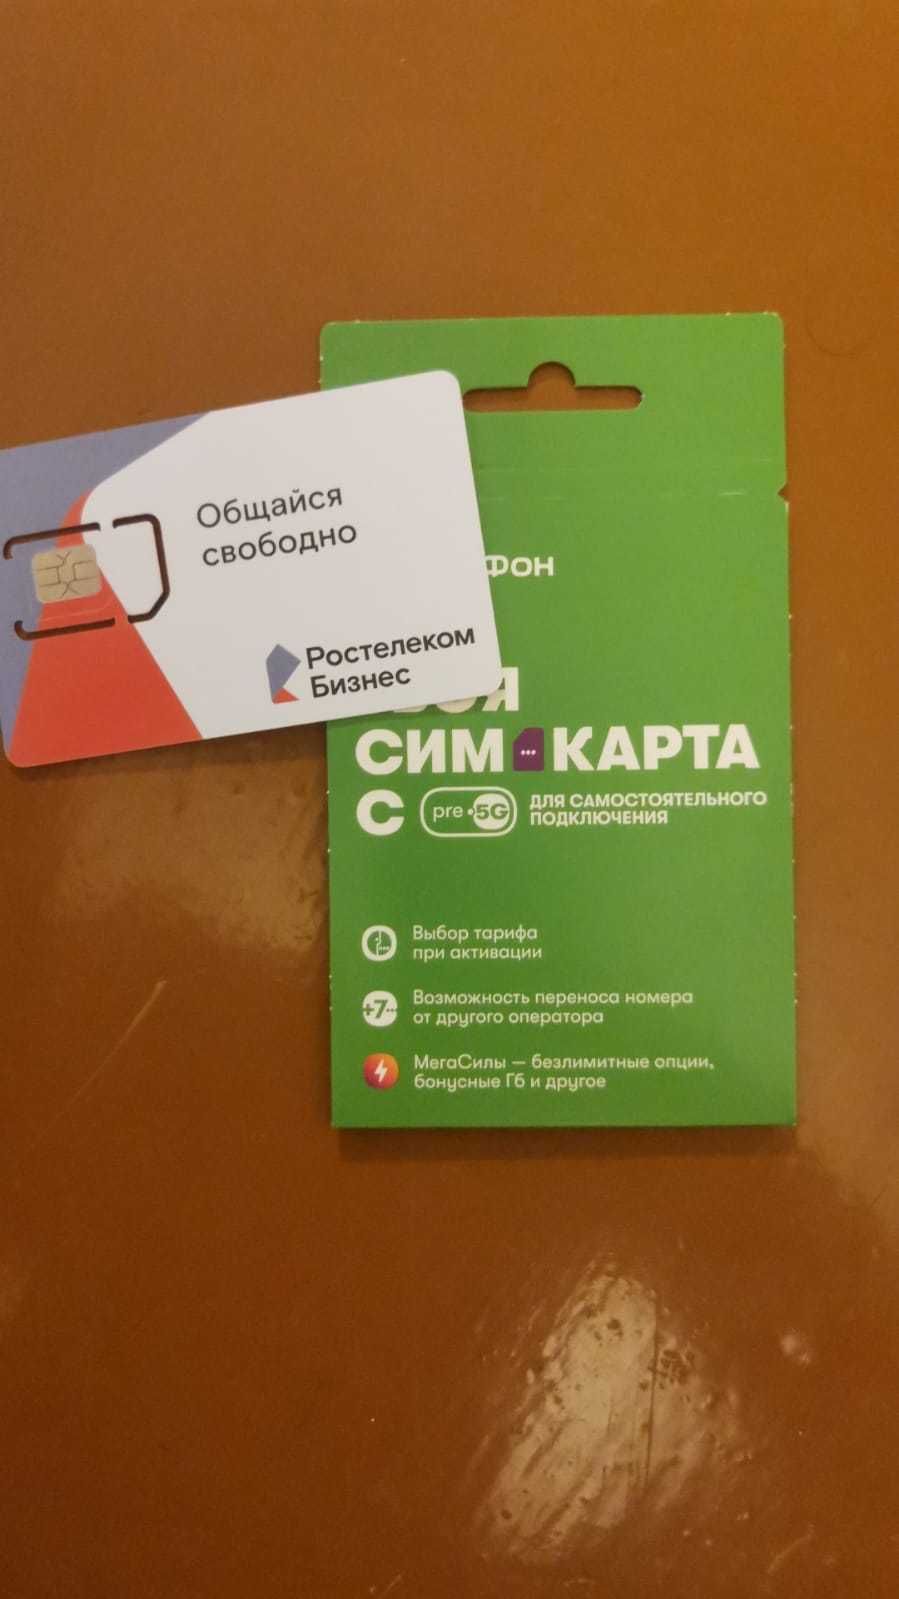 Общайся
свободно
Ростелеком
Бизнес
СИМ КАРТА
С pre•5G ДЛЯ САМОСТОЯТЕЛЬНОГО
ПОДКЛЮЧЕНИЯ
Выбор тарифа
при активации
+7... Возможность переноса номера
от другого оператора
МегаСилы — безлимитные опции,
бонусные Гб и другое